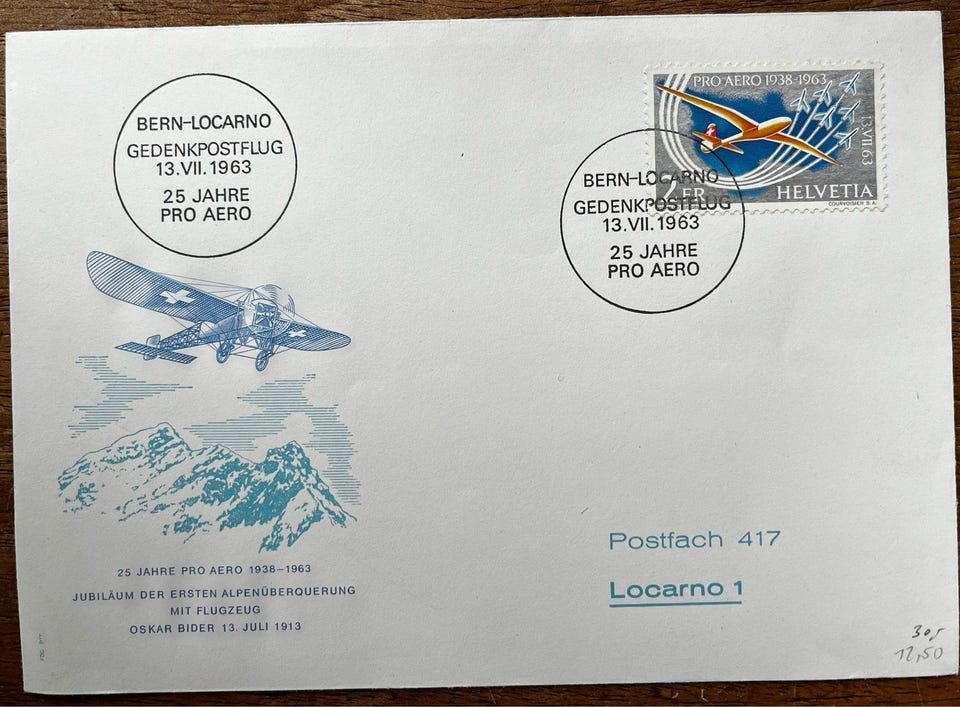 BERN–LOCARNO
GEDENKPOSTFLUG
13.VII.1963
25 JAHRE
PRO AERO
PRO AERO 1938-1963
13.VII.63
2 FR
HELVETIA
COURVOISIER S.A.
BERN–LOCARNO
GEDENKPOSTFLUG
13.VII.1963
25 JAHRE
PRO AERO
25 JAHRE PRO AERO 1938–1963
JUBILÄUM DER ERSTEN ALPENÜBERQUERUNG
MIT FLUGZEUG
OSKAR BIDER 13. JULI 1913
Postfach 417
Locarno 1
12,50